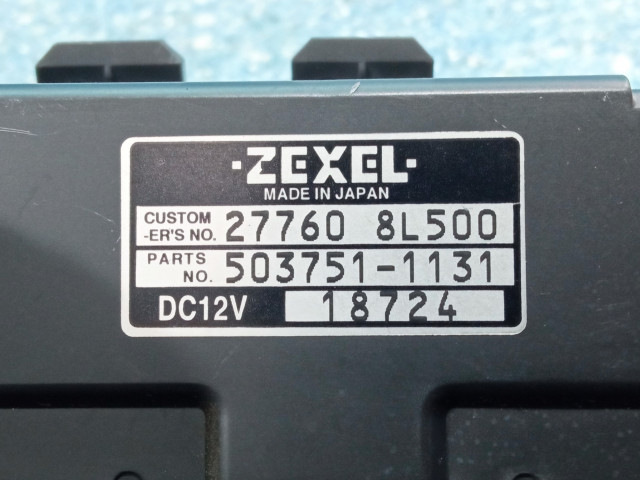 ·ZEXEL·
MADE IN JAPAN
CUSTOM
-ER'S NO. 27760 8L500
PARTS
NO. 503751-1131
DC12V 18724